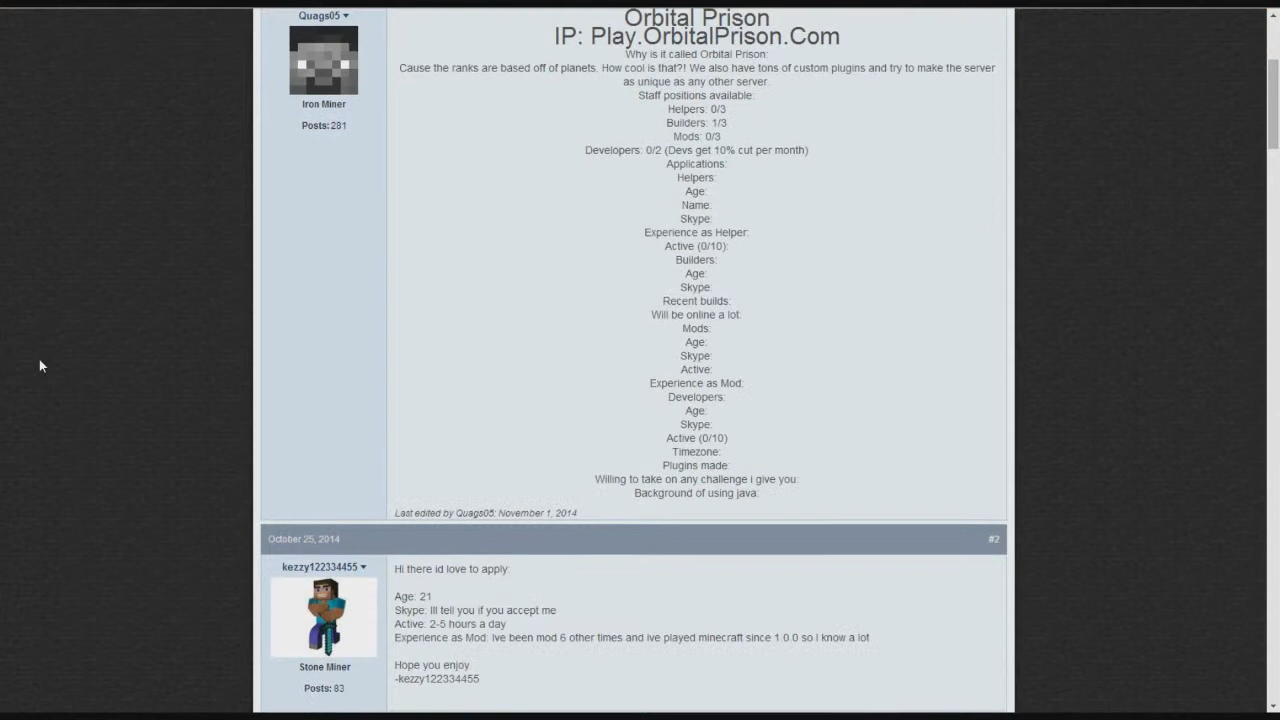 Quags05
Iron Miner
Posts: 281
Orbital Prison
IP: Play.OrbitalPrison.Com
Why is it called Orbital Prison:
Cause the ranks are based off of planets. How cool is that?! We also have tons of custom plugins and try to make the server
as unique as any other server.
Staff positions available:
Helpers: 0/3
Builders: 1/3
Mods: 0/3
Developers: 0/2 (Devs get 10% cut per month)
Applications:
Helpers:
Age:
Name:
Skype:
Experience as Helper:
Active (0/10):
Builders:
Age:
Skype:
Recent builds:
Will be online a lot:
Mods:
Age:
Skype:
Active:
Experience as Mod:
Developers:
Age:
Skype:
Active (0/10)
Timezone:
Plugins made:
Willing to take on any challenge i give you:
Background of using java:
Last edited by Quags05: November 1, 2014
October 25, 2014
#2
kezzy122334455
Stone Miner
Posts: 83
Hi there id love to apply:
Age: 21
Skype: Ill tell you if you accept me
Active: 2-5 hours a day
Experience as Mod: Ive been mod 6 other times and ive played minecraft since 1.0.0 so I know a lot
Hope you enjoy
-kezzy122334455